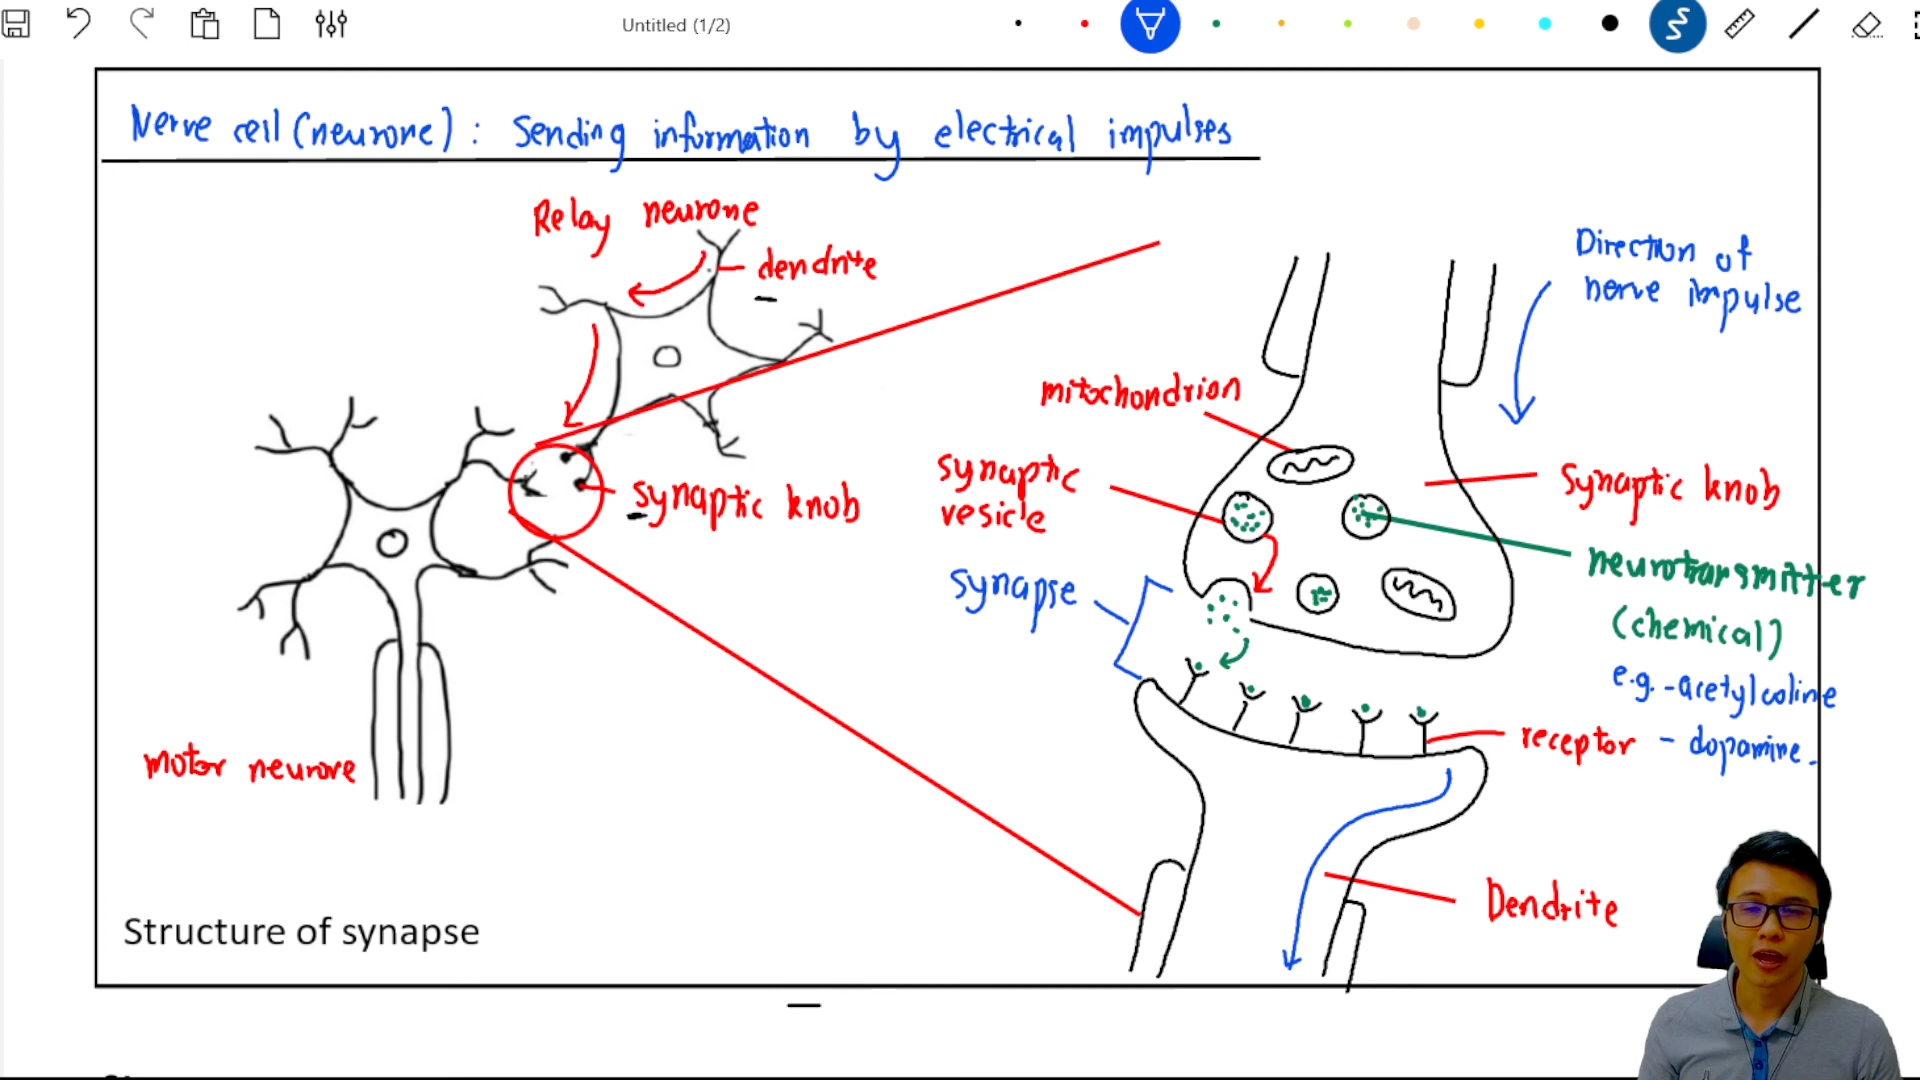 Untitled (1/2)
Nerve cell (neurone) : Sending information by electrical impulses
Relay neurone
dendrite
synaptic knob
motor neurone
Structure of synapse
Direction of
nerve impulse
mitochondrion
synaptic
vesicle
synapse
Synaptic knob
neurotransmitter
(chemical)
e.g. - acetylcoline
receptor - dopamine.
Dendrite